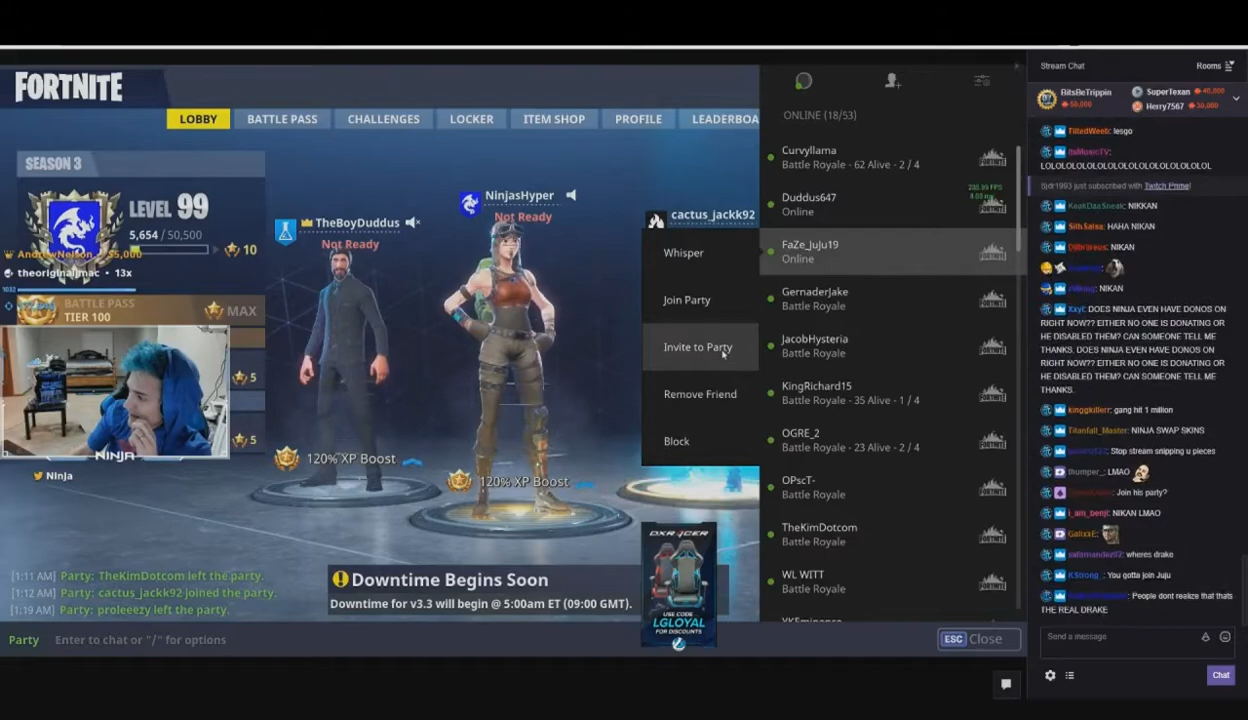 FORTNITE
LOBBY
BATTLE PASS
CHALLENGES
LOCKER
ITEM SHOP
PROFILE
LEADERBOA
SEASON 3
LEVEL 99
5,654 / 50,500
10
theoriginalmac • 13x
BATTLE PASS
TIER 100
MAX
5
5
NINJA
Ninja
TheBoyDuddus
Not Ready
NinjasHyper
Not Ready
cactus_jackk92
120% XP Boost
120% XP Boost
Whisper
Join Party
Invite to Party
Remove Friend
Block
ONLINE (18/53)
Curvyllama
Battle Royale - 62 Alive - 2 / 4
Duddus647
Online
FaZe_JuJu19
Online
GernaderJake
Battle Royale
JacobHysteria
Battle Royale
KingRichard15
Battle Royale - 35 Alive - 1 / 4
OGRE_2
Battle Royale - 23 Alive - 2 / 4
OPscT-
Battle Royale
TheKimDotcom
Battle Royale
WL WITT
Battle Royale
[1:11 AM] Party: TheKimDotcom left the party.
[1:12 AM] Party: cactus_jackk92 joined the party.
[1:19 AM] Party: proleeezy left the party.
Downtime Begins Soon
Downtime for v3.3 will begin @ 5:00am ET (09:00 GMT).
DXRACER
USE CODE
LGLOYAL
FOR DISCOUNTS
Party Enter to chat or "/" for options
ESC Close
Stream Chat
Rooms
BitsBeTrippin
50,000
SuperTexan 40,000
Herry7567 30,000
TiltedWeeb: lesgo
LOLOLOLOLOLOLOLOLOLOLOLOLOLOLOL
just subscribed with Twitch Prime!
KeakDaaSneak: NIKKAN
SithSalsa: HAHA NIKAN
NIKAN
NIKAN
Xxyl: DOES NINJA EVEN HAVE DONOS ON
RIGHT NOW?? EITHER NO ONE IS DONATING OR
HE DISABLED THEM? CAN SOMEONE TELL ME
THANKS. DOES NINJA EVEN HAVE DONOS ON
RIGHT NOW?? EITHER NO ONE IS DONATING OR
HE DISABLED THEM? CAN SOMEONE TELL ME
THANKS.
kinggkillerr: gang hit 1 million
Titanfall_Master: NINJA SWAP SKINS
Stop stream snipping u pieces
thumper_: LMAO
Join his party?
i_am_benji: NIKAN LMAO
GalixxE:
wheres drake
KStrong_: You gotta join Juju
People dont realize that thats
THE REAL DRAKE
Send a message
Chat